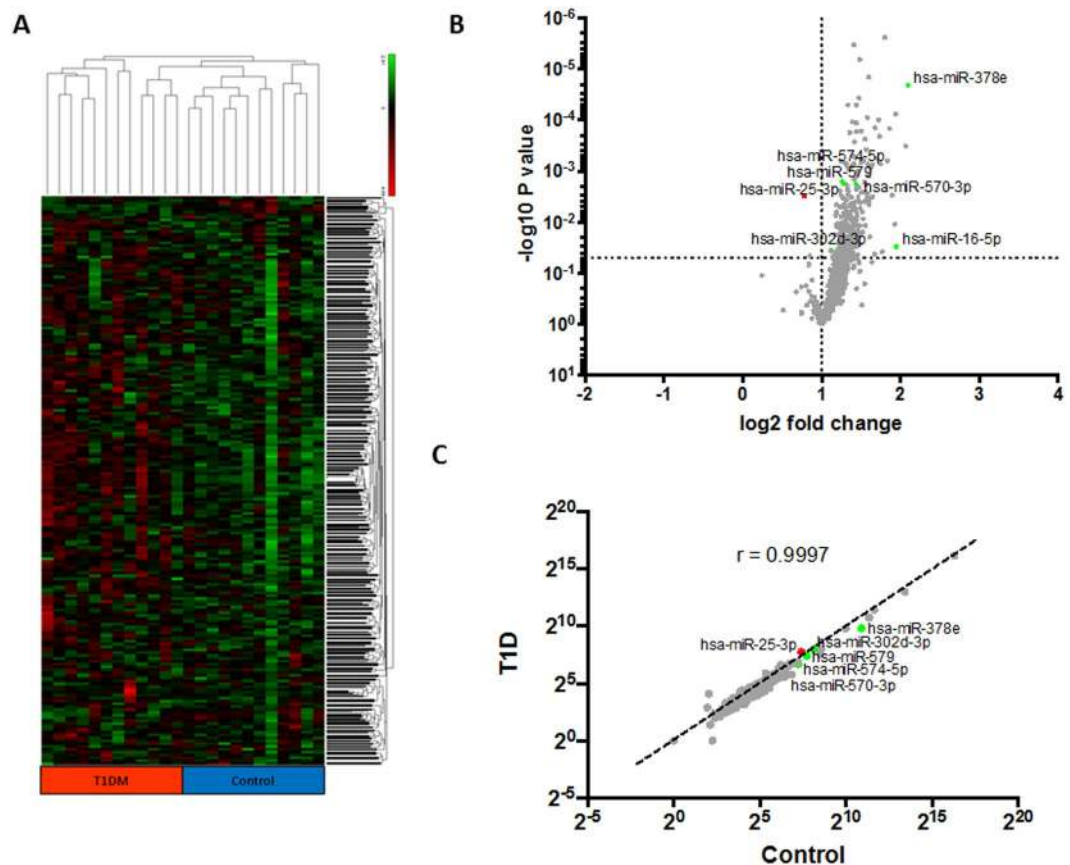 A
T1DM
Control
B
-log10 P value
10-6
10-5
10-4
10-3
10-2
10-1
100
101
hsa-miR-378e
hsa-miR-574-5p
hsa-miR-579
hsa-miR-25-3p
hsa-miR-570-3p
hsa-miR-302d-3p
hsa-miR-16-5p
-2 0 1 2 4
log2 fold change
C
T1D
220
215
210
25
20
2-5
r = 0.9997
hsa-miR-378e
hsa-miR-25-3p
hsa-miR-302d-3p
hsa-miR-579
hsa-miR-574-5p
hsa-miR-570-3p
2-5 20 25 210 215 220
Control